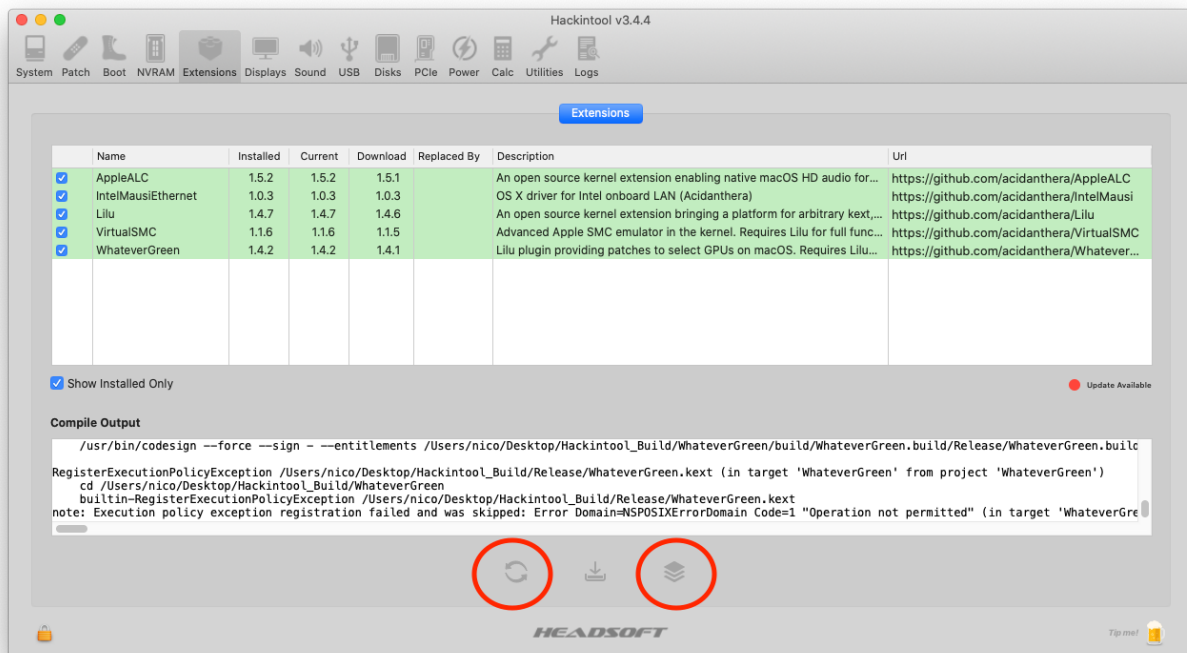 Hackintool v3.4.4
System Patch Boot NVRAM Extensions Displays Sound USB Disks PCIe Power Calc Utilities Logs
Extensions
Name Installed Current Download Replaced By Description Url
AppleALC 1.5.2 1.5.2 1.5.1 An open source kernel extension enabling native macOS HD audio for... https://github.com/acidanthera/AppleALC
IntelMausiEthernet 1.0.3 1.0.3 1.0.3 OS X driver for Intel onboard LAN (Acidanthera) https://github.com/acidanthera/IntelMausi
Lilu 1.4.7 1.4.7 1.4.6 An open source kernel extension bringing a platform for arbitrary kext,... https://github.com/acidanthera/Lilu
VirtualSMC 1.1.6 1.1.6 1.1.5 Advanced Apple SMC emulator in the kernel. Requires Lilu for full func... https://github.com/acidanthera/VirtualSMC
WhateverGreen 1.4.2 1.4.2 1.4.1 Lilu plugin providing patches to select GPUs on macOS. Requires Lilu... https://github.com/acidanthera/Whatever...
Show Installed Only
Update Available
Compile Output
/usr/bin/codesign --force --sign - --entitlements /Users/nico/Desktop/Hackintool_Build/WhateverGreen/build/WhateverGreen.build/Release/WhateverGreen.build
RegisterExecutionPolicyException /Users/nico/Desktop/Hackintool_Build/Release/WhateverGreen.kext (in target 'WhateverGreen' from project 'WhateverGreen')
cd /Users/nico/Desktop/Hackintool_Build/WhateverGreen
builtin-RegisterExecutionPolicyException /Users/nico/Desktop/Hackintool_Build/Release/WhateverGreen.kext
note: Execution policy exception registration failed and was skipped: Error Domain=NSPOSIXErrorDomain Code=1 "Operation not permitted" (in target 'WhateverGre
HEADSOFT
Tip me!